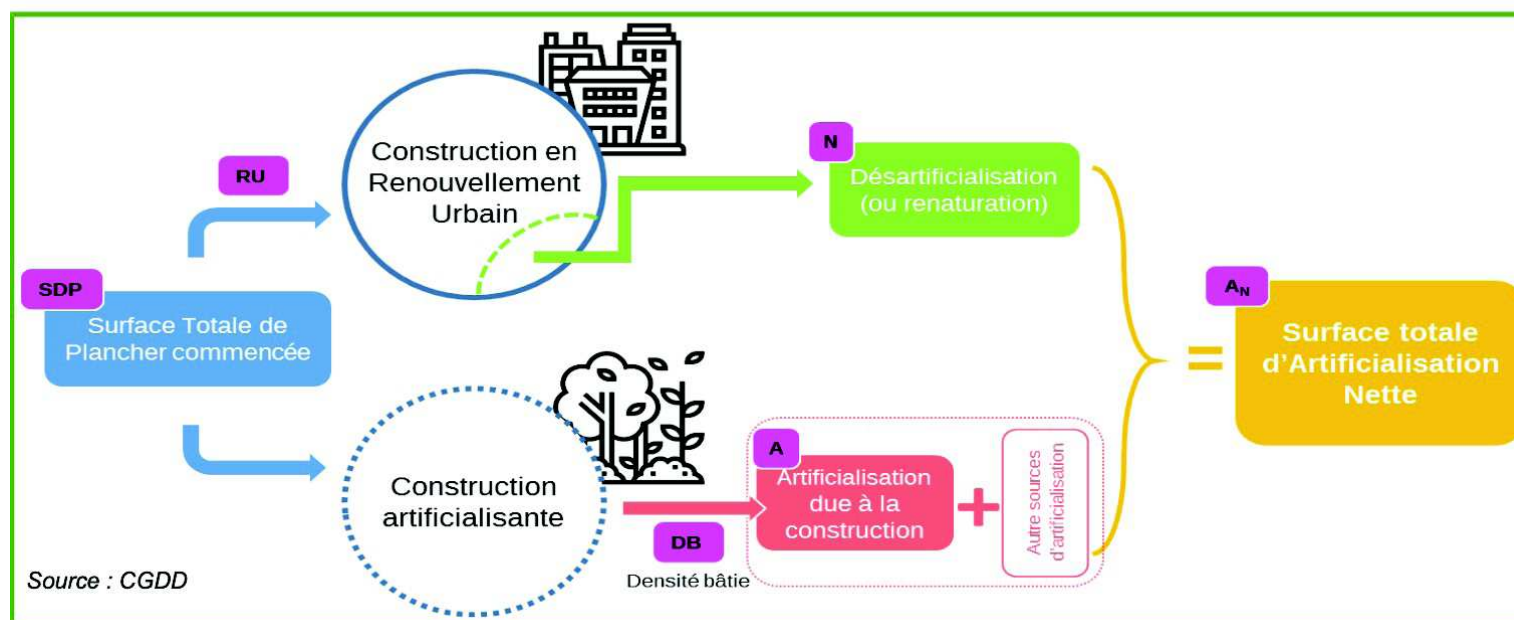 RU
Construction en
Renouvellement
Urbain
N
Désartificialisation
(ou renaturation)
SDP
Surface Totale de
Plancher commencée
A_N
Surface totale
d'Artificialisation
Nette
=
Construction
artificialisante
DB
Densité bâtie
A
Artificialisation
due à la
construction
+
Autre sources
d'artificialisation
Source : CGDD